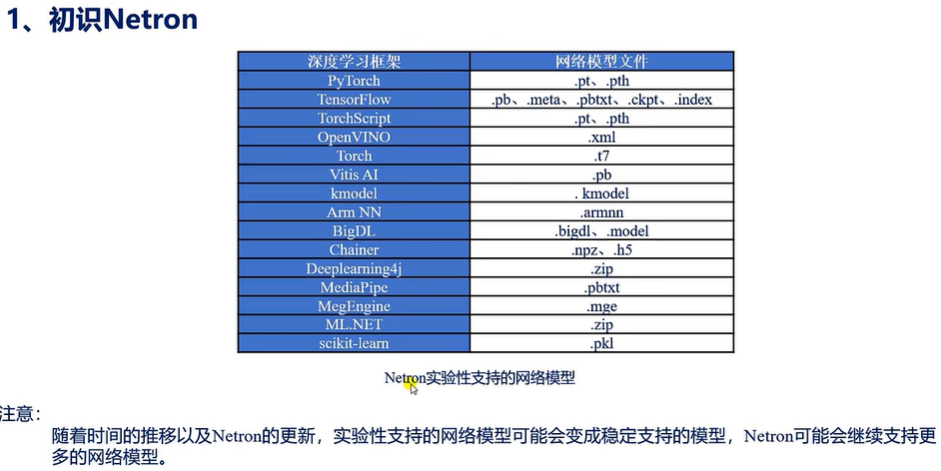 1、初识Netron
深度学习框架 网络模型文件
PyTorch .pt、.pth
TensorFlow .pb、.meta、.pbtxt、.ckpt、.index
TorchScript .pt、.pth
OpenVINO .xml
Torch .t7
Vitis AI .pb
kmodel . kmodel
Arm NN .armnn
BigDL .bigdl、.model
Chainer .npz、.h5
Deeplearning4j .zip
MediaPipe .pbtxt
MegEngine .mge
ML.NET .zip
scikit-learn .pkl
Netron实验性支持的网络模型
注意：
随着时间的推移以及Netron的更新，实验性支持的网络模型可能会变成稳定支持的模型，Netron可能会继续支持更
多的网络模型。